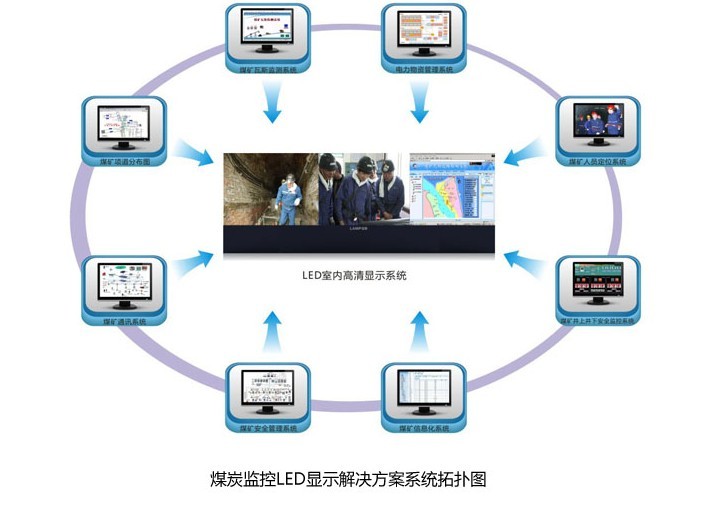 煤矿瓦斯监测系统
电力物资管理系统
煤矿巷道分布图
煤矿人员定位系统
LAMPOR
LED室内高清显示系统
煤矿通讯系统
煤矿井上井下安全监控系统
煤矿安全管理系统
煤矿信息化系统
煤炭监控LED显示解决方案系统拓扑图